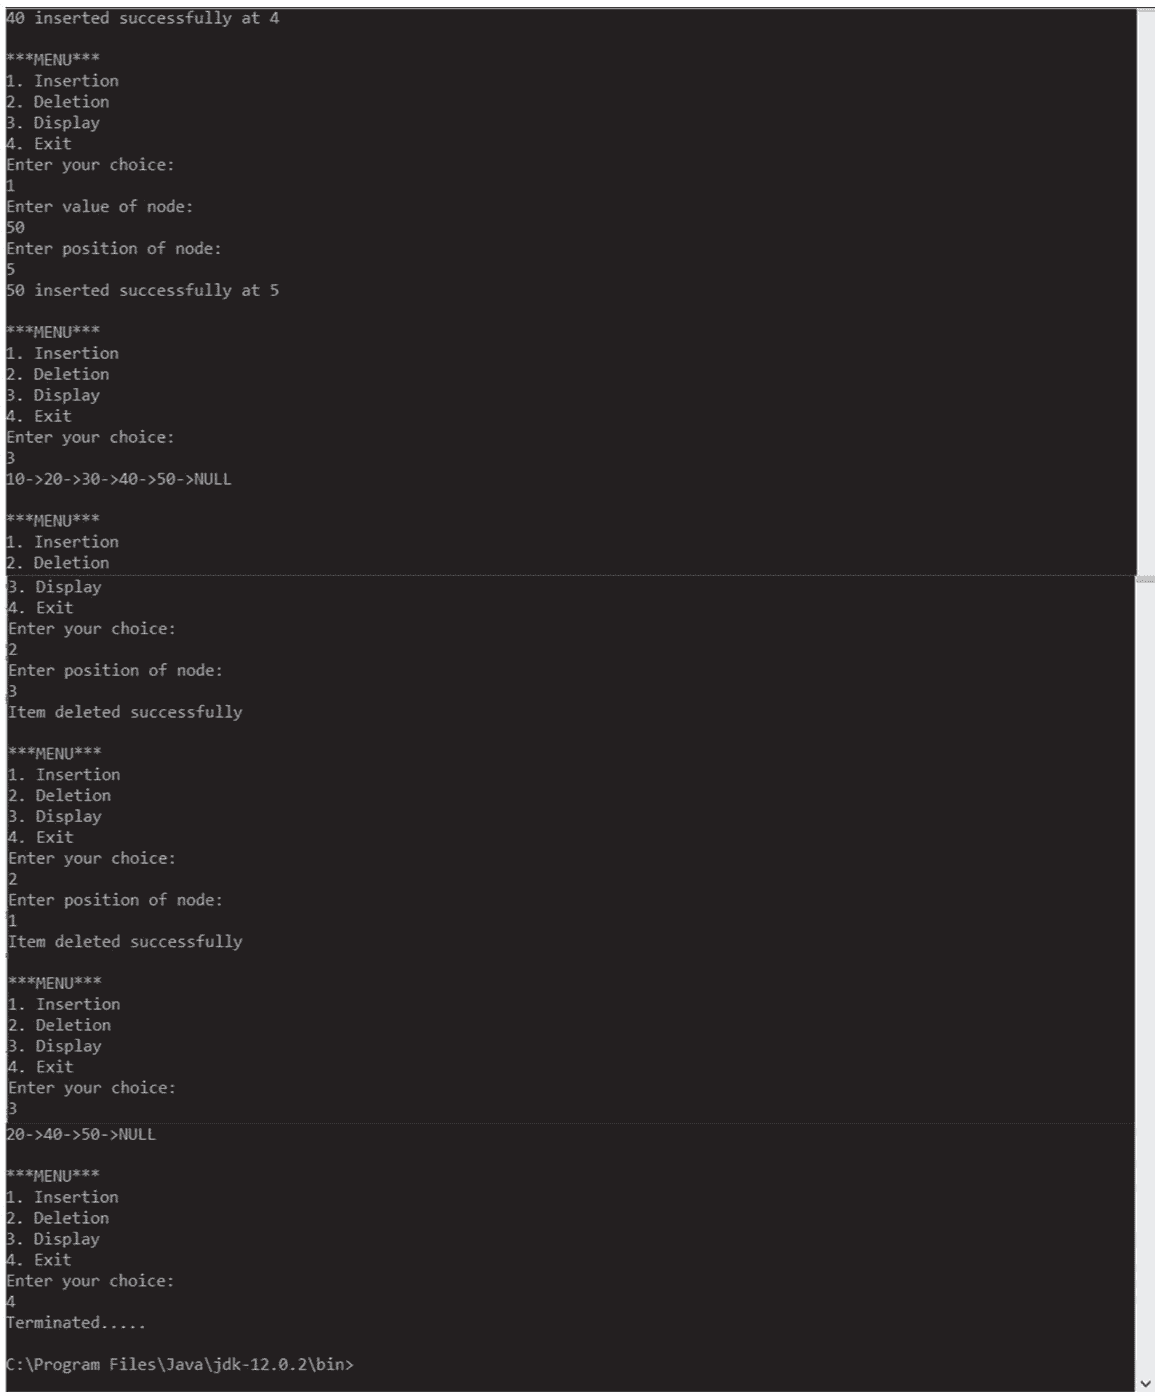 40 inserted successfully at 4
***MENU***
1. Insertion
2. Deletion
3. Display
4. Exit
Enter your choice:
1
Enter value of node:
50
Enter position of node:
5
50 inserted successfully at 5
***MENU***
1. Insertion
2. Deletion
3. Display
4. Exit
Enter your choice:
3
10->20->30->40->50->NULL
***MENU***
1. Insertion
2. Deletion
3. Display
4. Exit
Enter your choice:
2
Enter position of node:
3
Item deleted successfully
***MENU***
1. Insertion
2. Deletion
3. Display
4. Exit
Enter your choice:
2
Enter position of node:
1
Item deleted successfully
***MENU***
1. Insertion
2. Deletion
3. Display
4. Exit
Enter your choice:
3
20->40->50->NULL
***MENU***
1. Insertion
2. Deletion
3. Display
4. Exit
Enter your choice:
4
Terminated.....
C:\Program Files\Java\jdk-12.0.2\bin>